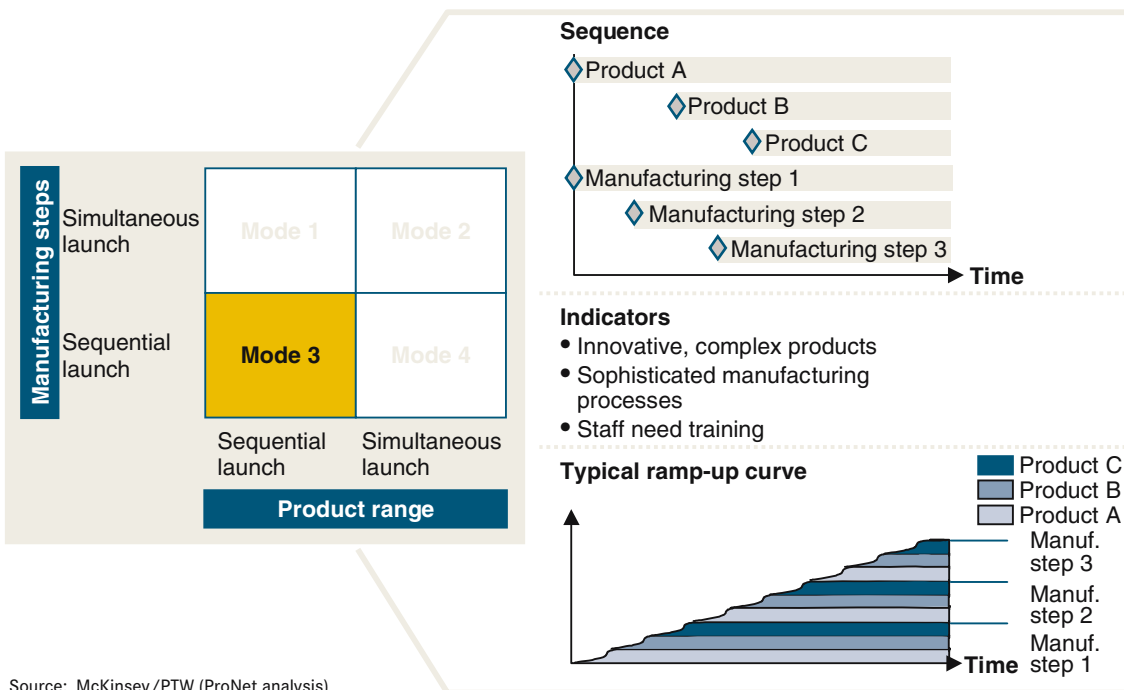 Manufacturing steps
Simultaneous
launch
Mode 1
Mode 2
Sequential
launch
Mode 3
Mode 4
Sequential
launch
Simultaneous
launch
Product range
Sequence
Product A
Product B
Product C
Manufacturing step 1
Manufacturing step 2
Manufacturing step 3
Time
Indicators
• Innovative, complex products
• Sophisticated manufacturing
processes
• Staff need training
Typical ramp-up curve
Product C
Product B
Product A
Manuf.
step 3
Manuf.
step 2
Manuf.
step 1
Time
Source: McKinsey/PTW (ProNet analysis)